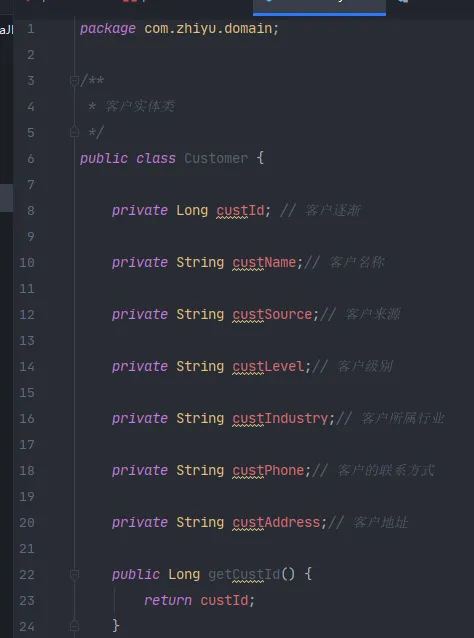 aJ
1 package com.zhiyu.domain;
2
3 /**
4 * 客户实体类
5 */
6 public class Customer {
7
8 private Long custId; // 客户逐渐
9
10 private String custName;// 客户名称
11
12 private String custSource;// 客户来源
13
14 private String custLevel;// 客户级别
15
16 private String custIndustry;// 客户所属行业
17
18 private String custPhone;// 客户的联系方式
19
20 private String custAddress;// 客户地址
21
22 public Long getCustId() {
23 return custId;
24 }